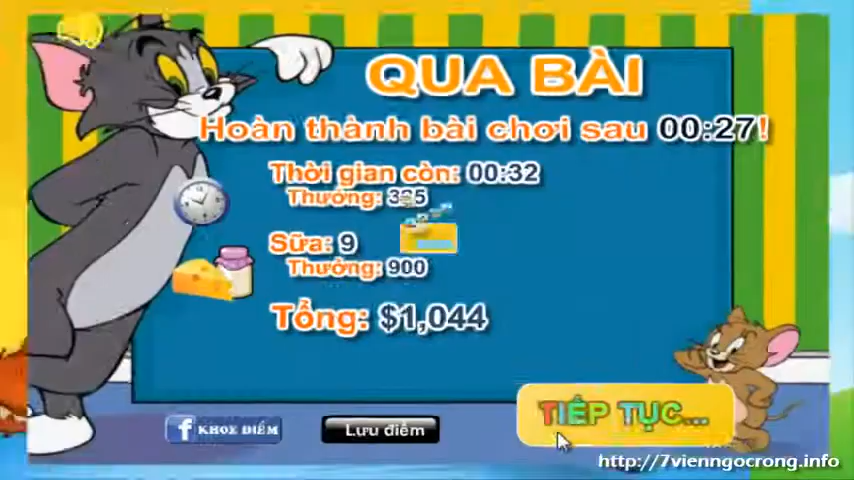 QUA BÀI
Hoàn thành bài chơi sau 00:27!
Thời gian còn: 00:32
Thưởng:
Sữa: 9
Thưởng: 900
Tổng: $1,044
TIẾP TỤC...
KHOE ĐIỂM
Lưu điểm
http://7vienngocrong.info